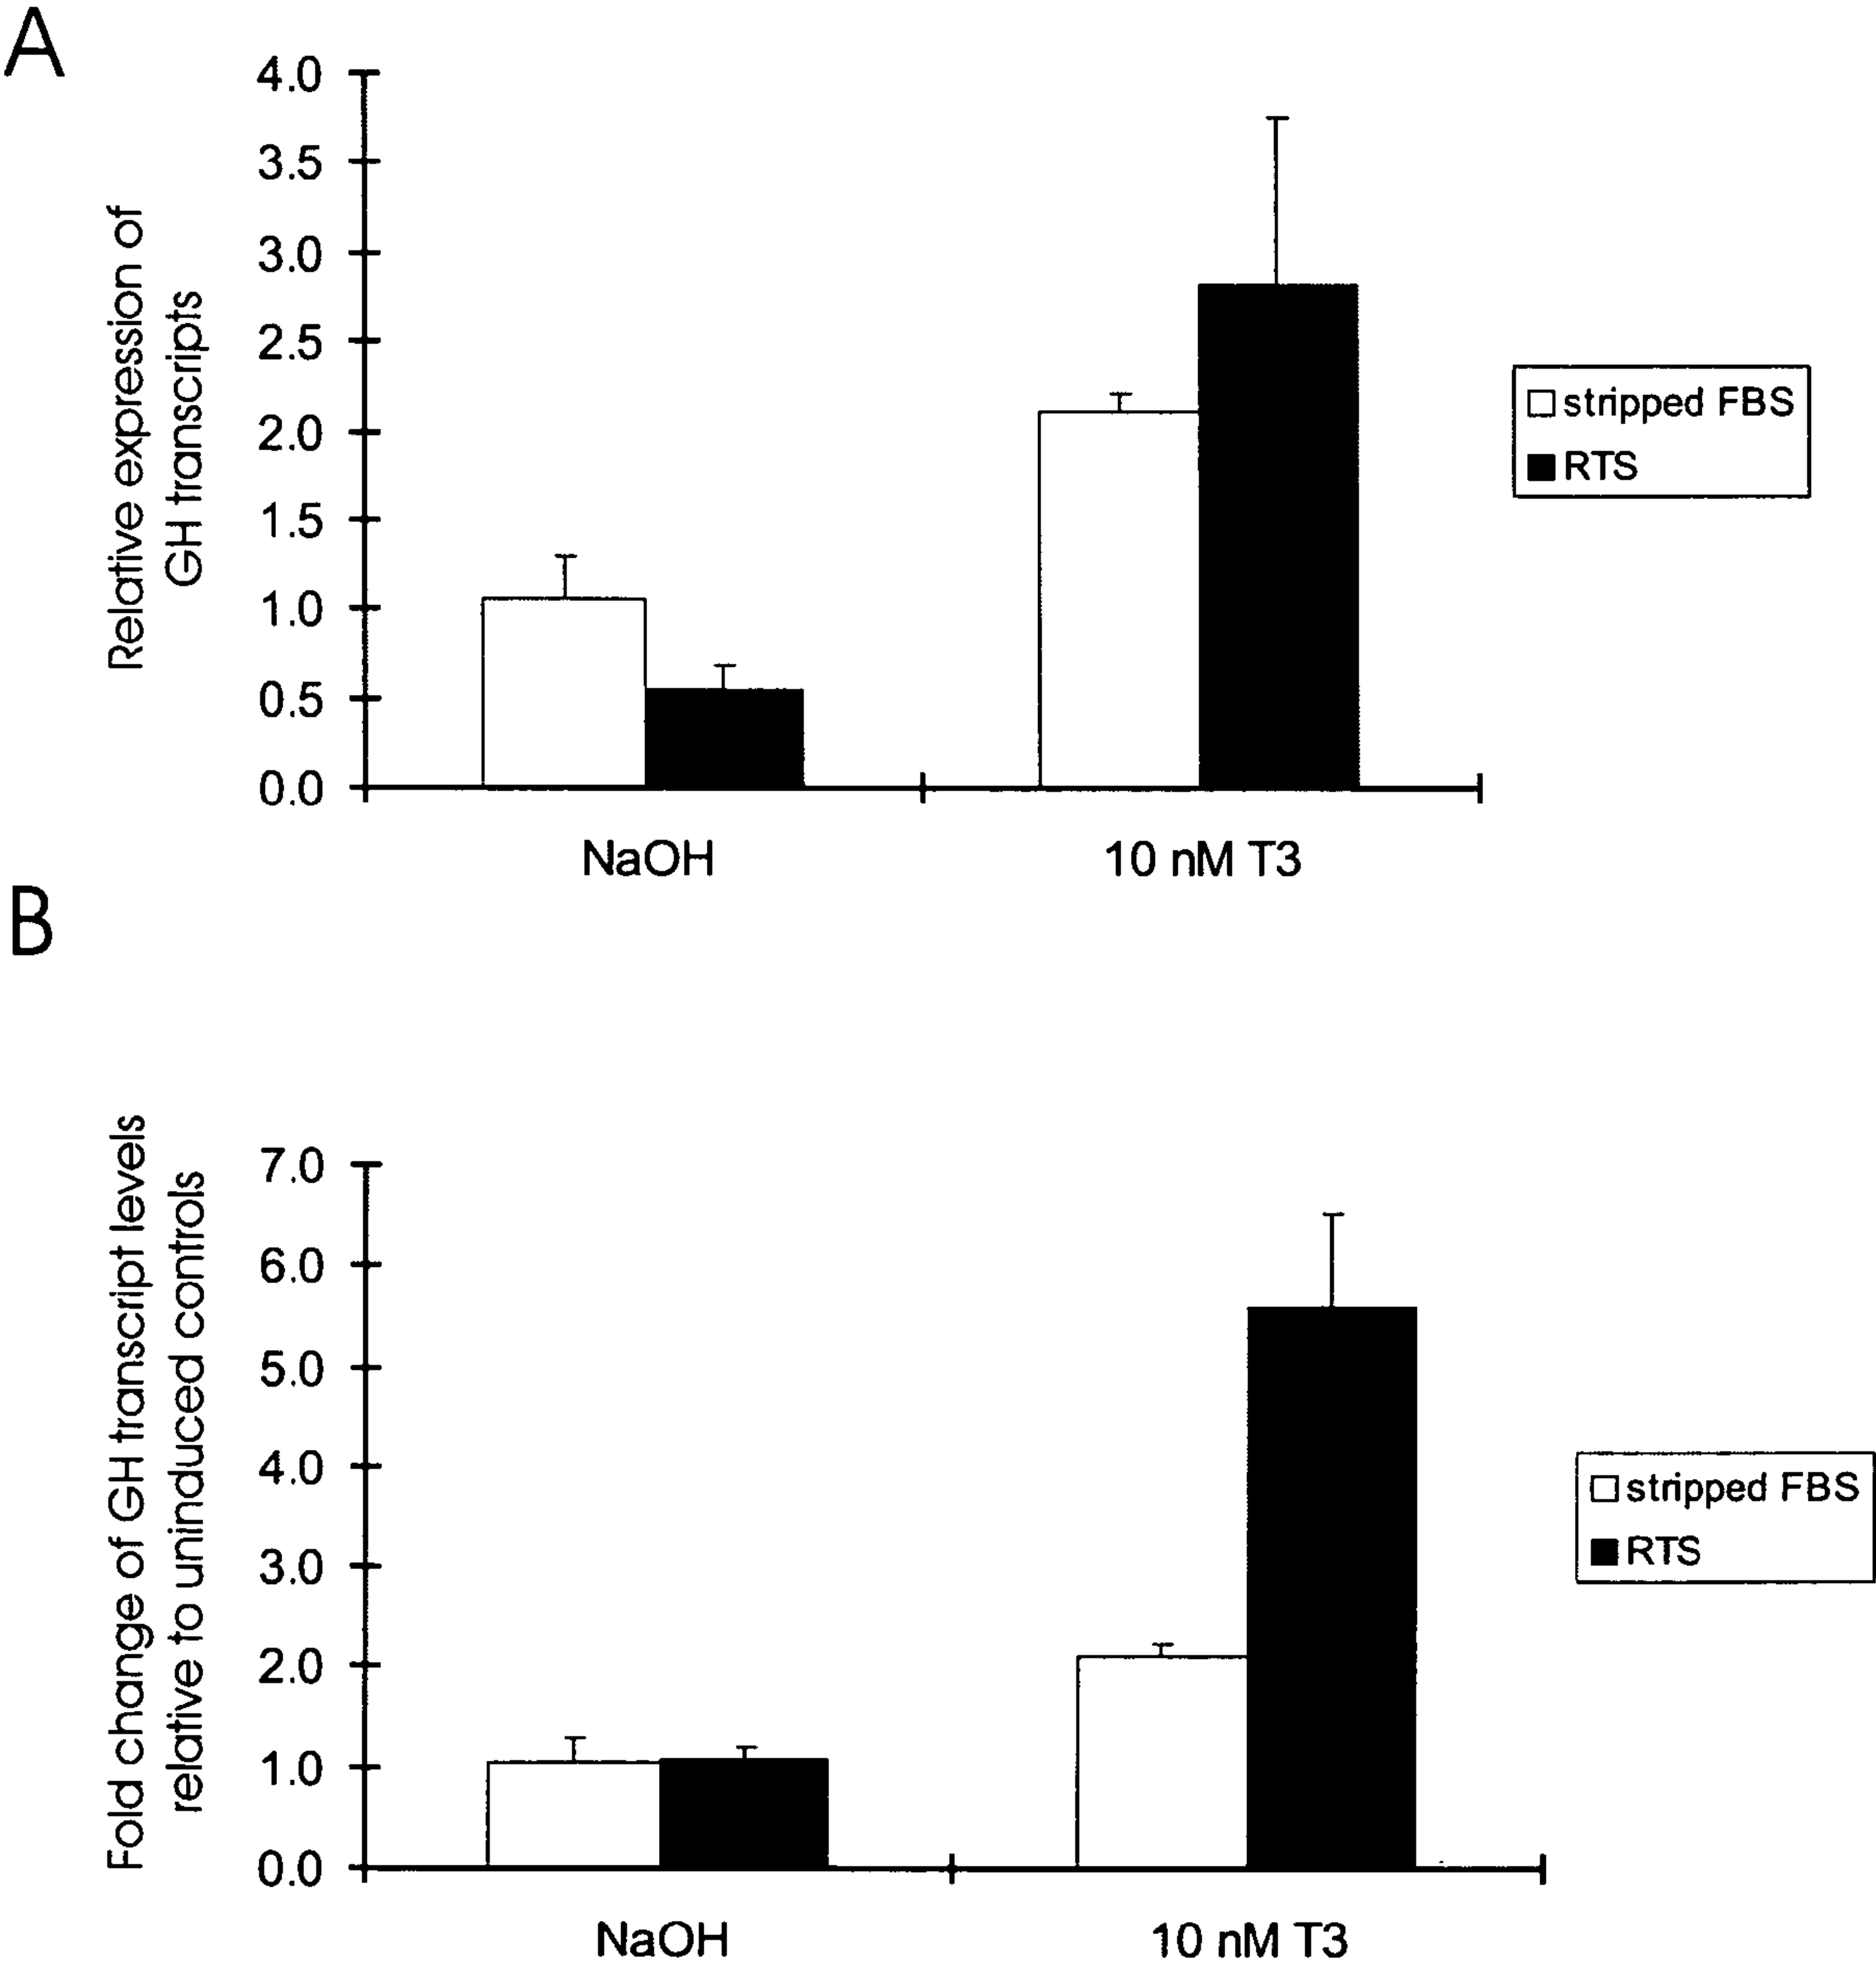 A
4.0
3.5
3.0
2.5
2.0
1.5
1.0
0.5
0.0
Relative expression of
GH transcripts
NaOH
10 nM T3
stripped FBS
RTS
B
7.0
6.0
5.0
4.0
3.0
2.0
1.0
0.0
Fold change of GH transcript levels
relative to uninduced controls
NaOH
10 nM T3
stripped FBS
RTS